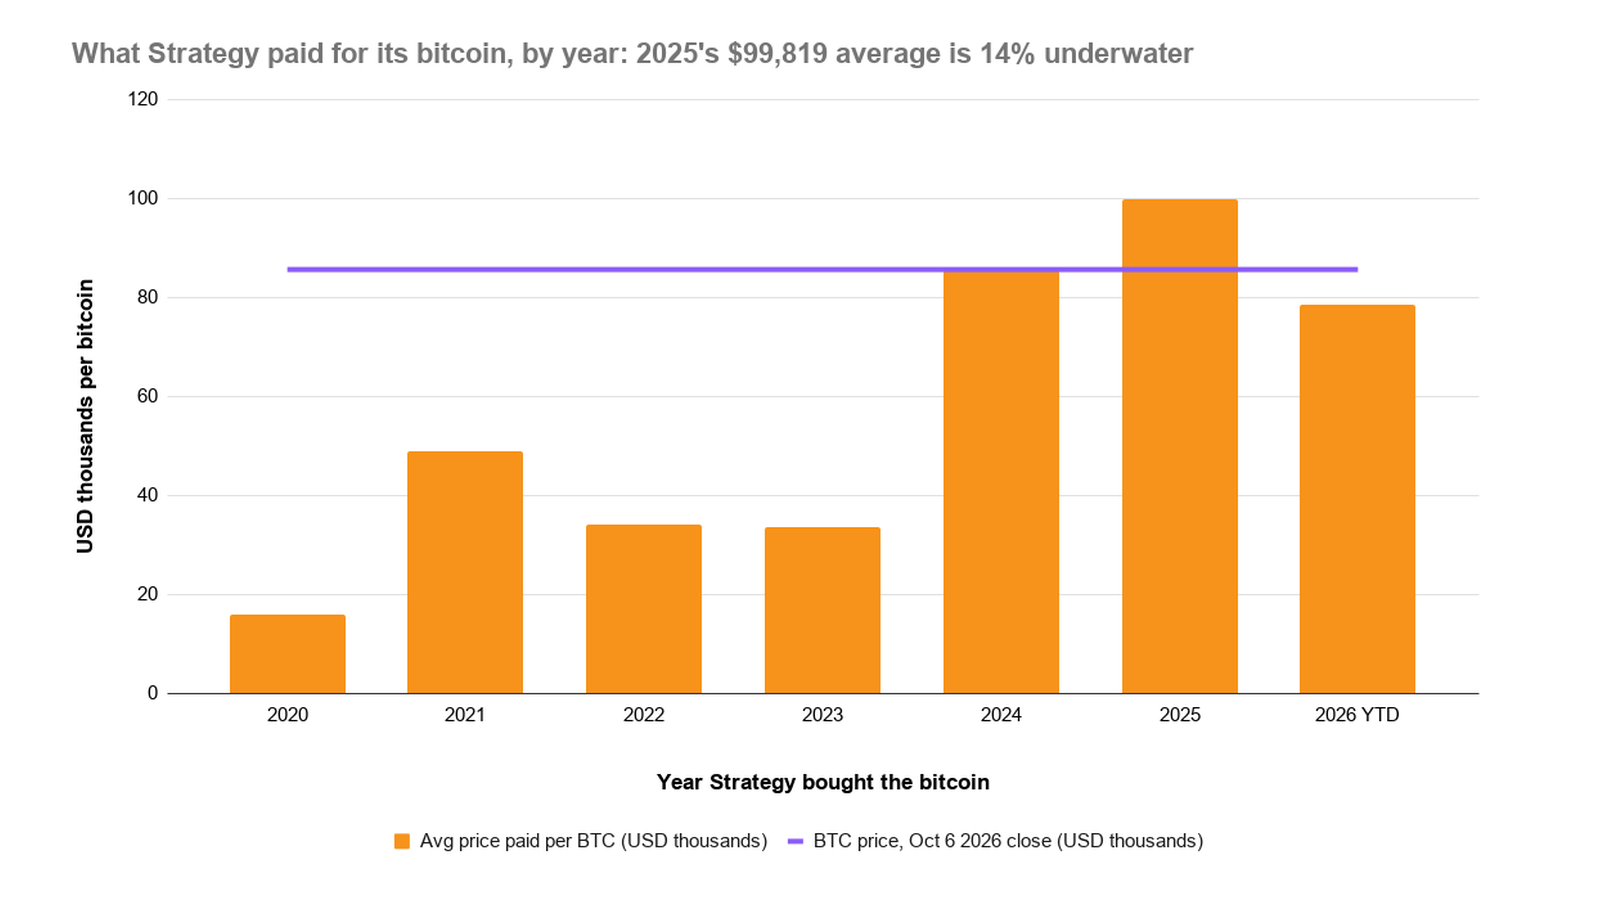 What Strategy paid for its bitcoin, by year: 2025's $99,819 average is 14% underwater
120
100
80
60
40
20
0
USD thousands per bitcoin
2020
2021
2022
2023
2024
2025
2026 YTD
Year Strategy bought the bitcoin
Avg price paid per BTC (USD thousands)
BTC price, Oct 6 2026 close (USD thousands)